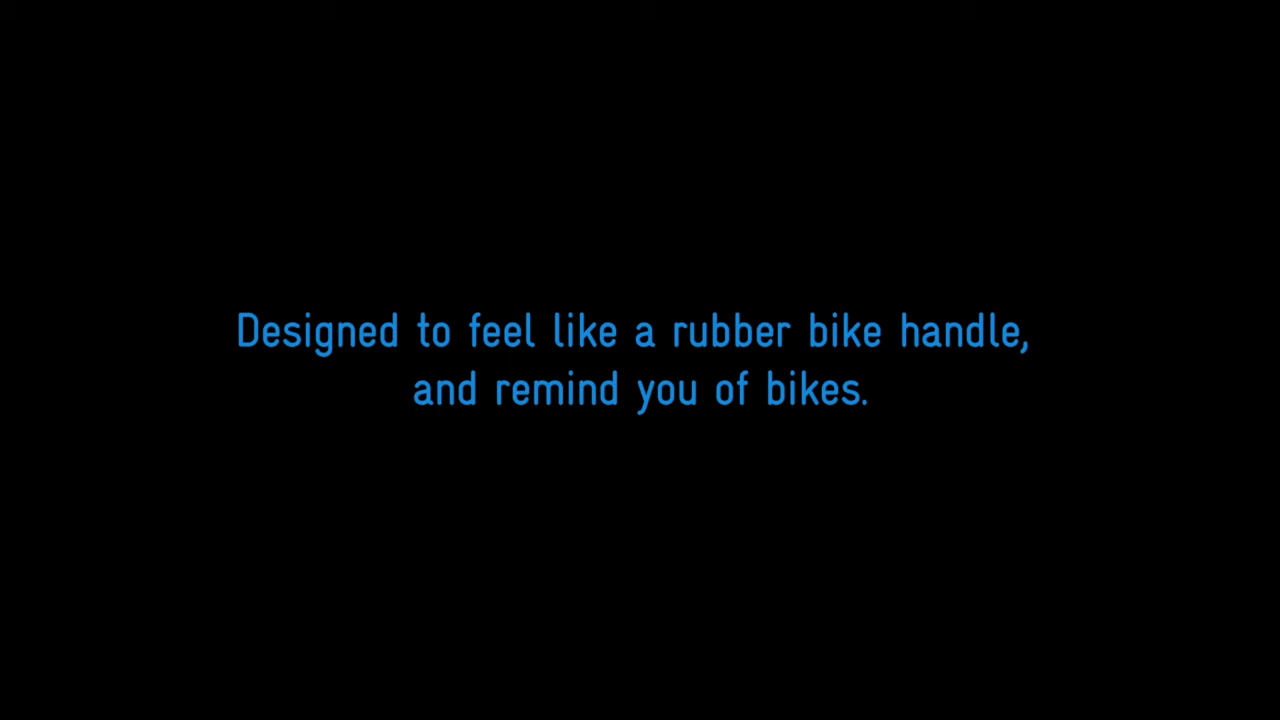 Designed to feel like a rubber bike handle,
and remind you of bikes.